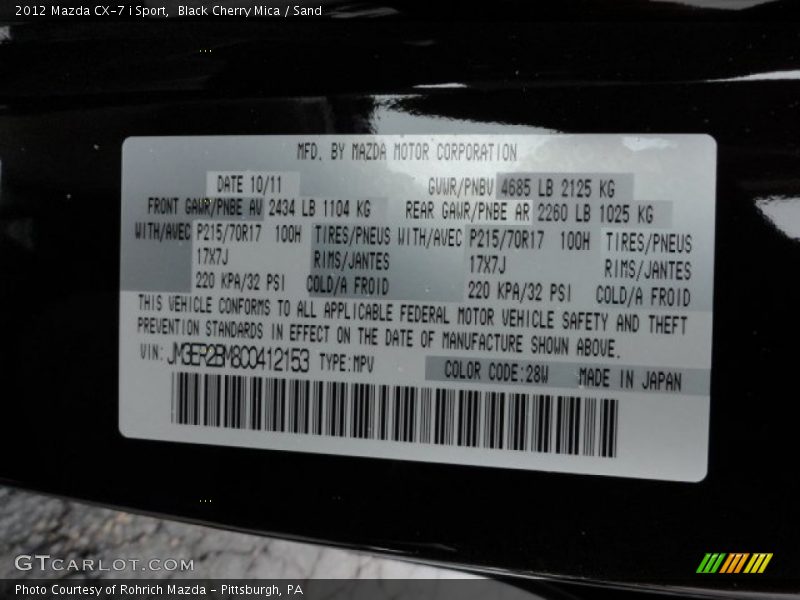 2012 Mazda CX-7 i Sport, Black Cherry Mica / Sand
MFD. BY MAZDA MOTOR CORPORATION
DATE 10/11 GVWR/PNBV 4685 LB 2125 KG
FRONT GAWR/PNBE AV 2434 LB 1104 KG REAR GAWR/PNBE AR 2260 LB 1025 KG
WITH/AVEC P215/70R17 100H TIRES/PNEUS WITH/AVEC P215/70R17 100H TIRES/PNEUS
17X7J RIMS/JANTES 17X7J RIMS/JANTES
220 KPA/32 PSI COLD/A FROID 220 KPA/32 PSI COLD/A FROID
THIS VEHICLE CONFORMS TO ALL APPLICABLE FEDERAL MOTOR VEHICLE SAFETY AND THEFT
PREVENTION STANDARDS IN EFFECT ON THE DATE OF MANUFACTURE SHOWN ABOVE.
VIN: JM3ER2BM8C0412153 TYPE:MPV COLOR CODE:28W MADE IN JAPAN
GTCARLOT.COM
Photo Courtesy of Rohrich Mazda - Pittsburgh, PA